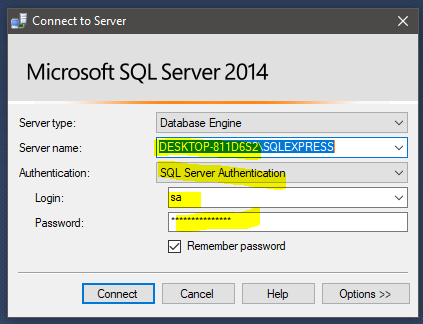 Connect to Server
Microsoft SQL Server 2014
Server type: Database Engine
Server name: DESKTOP-811D6S2\SQLEXPRESS
Authentication: SQL Server Authentication
Login: sa
Password: ***************
Remember password
Connect Cancel Help Options >>